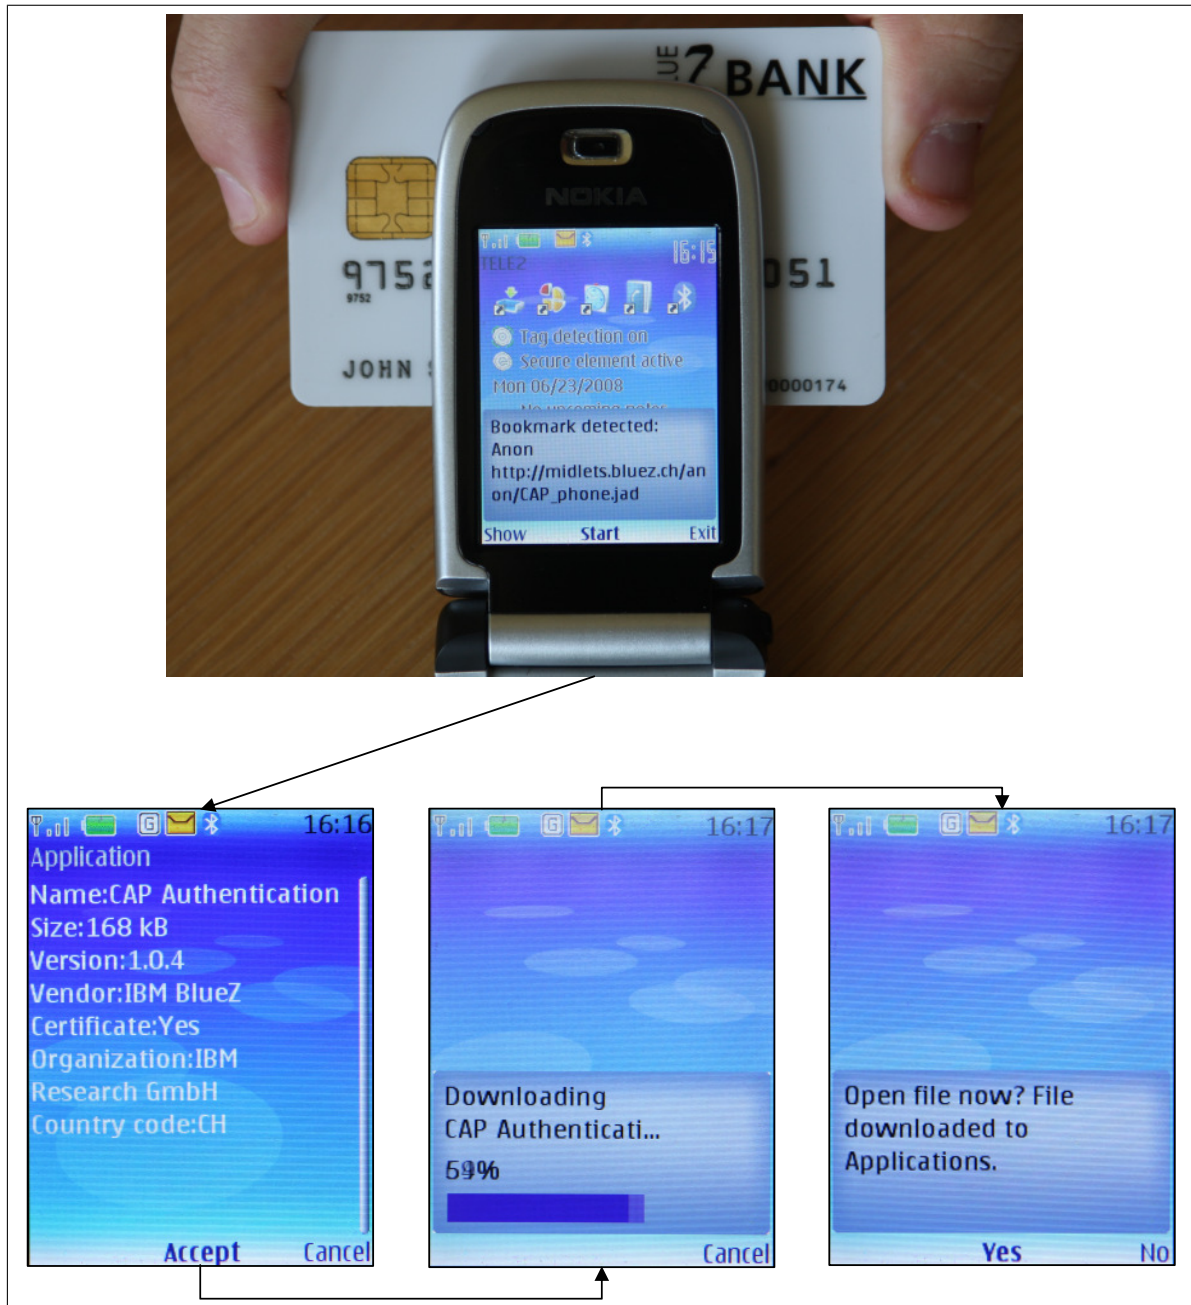 BLUE Z BANK
NOKIA
16:15
TELE2
9752
051
Tag detection on
Secure element active
9752
Mon 06/23/2008
JOHN
0000174
No upcoming notes
Bookmark detected:
Anon
http://midlets.bluez.ch/an
on/CAP_phone.jad
Show Start Exit
G 16:16
Application
Name:CAP Authentication
Size:168 kB
Version:1.0.4
Vendor:IBM BlueZ
Certificate:Yes
Organization:IBM
Research GmbH
Country code:CH
Accept Cancel
G 16:17
Downloading
CAP Authenticati...
Cancel
G 16:17
Open file now? File
downloaded to
Applications.
Yes No